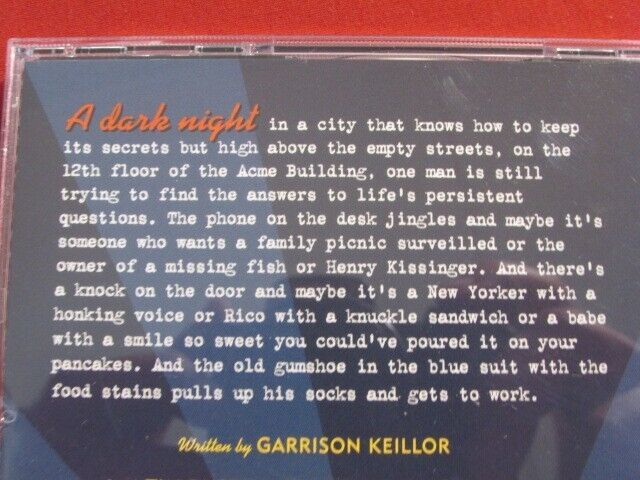 A dark night in a city that knows how to keep
its secrets but high above the empty streets, on the
12th floor of the Acme Building, one man is still
trying to find the answers to life's persistent
questions. The phone on the desk jingles and maybe it's
someone who wants a family picnic surveilled or the
owner of a missing fish or Henry Kissinger. And there's
a knock on the door and maybe it's a New Yorker with a
honking voice or Rico with a knuckle sandwich or a babe
with a smile so sweet you could've poured it on your
pancakes. And the old gumshoe in the blue suit with the
food stains pulls up his socks and gets to work.
Written by GARRISON KEILLOR